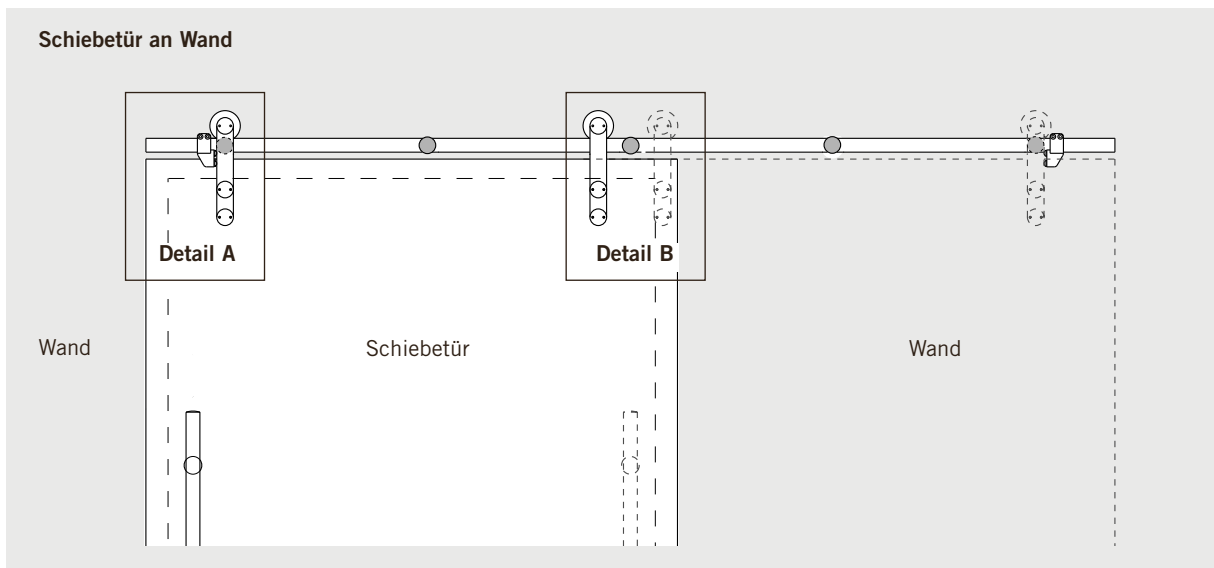 Schiebetür an Wand
Detail A
Detail B
Wand
Schiebetür
Wand